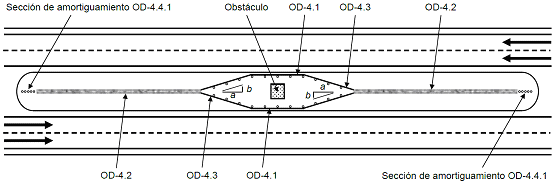 Sección de amortiguamiento OD-4.4.1
Obstáculo
OD-4.1
OD-4.3
OD-4.2
a
b
b
a
OD-4.2
OD-4.3
OD-4.1
Sección de amortiguamiento OD-4.4.1